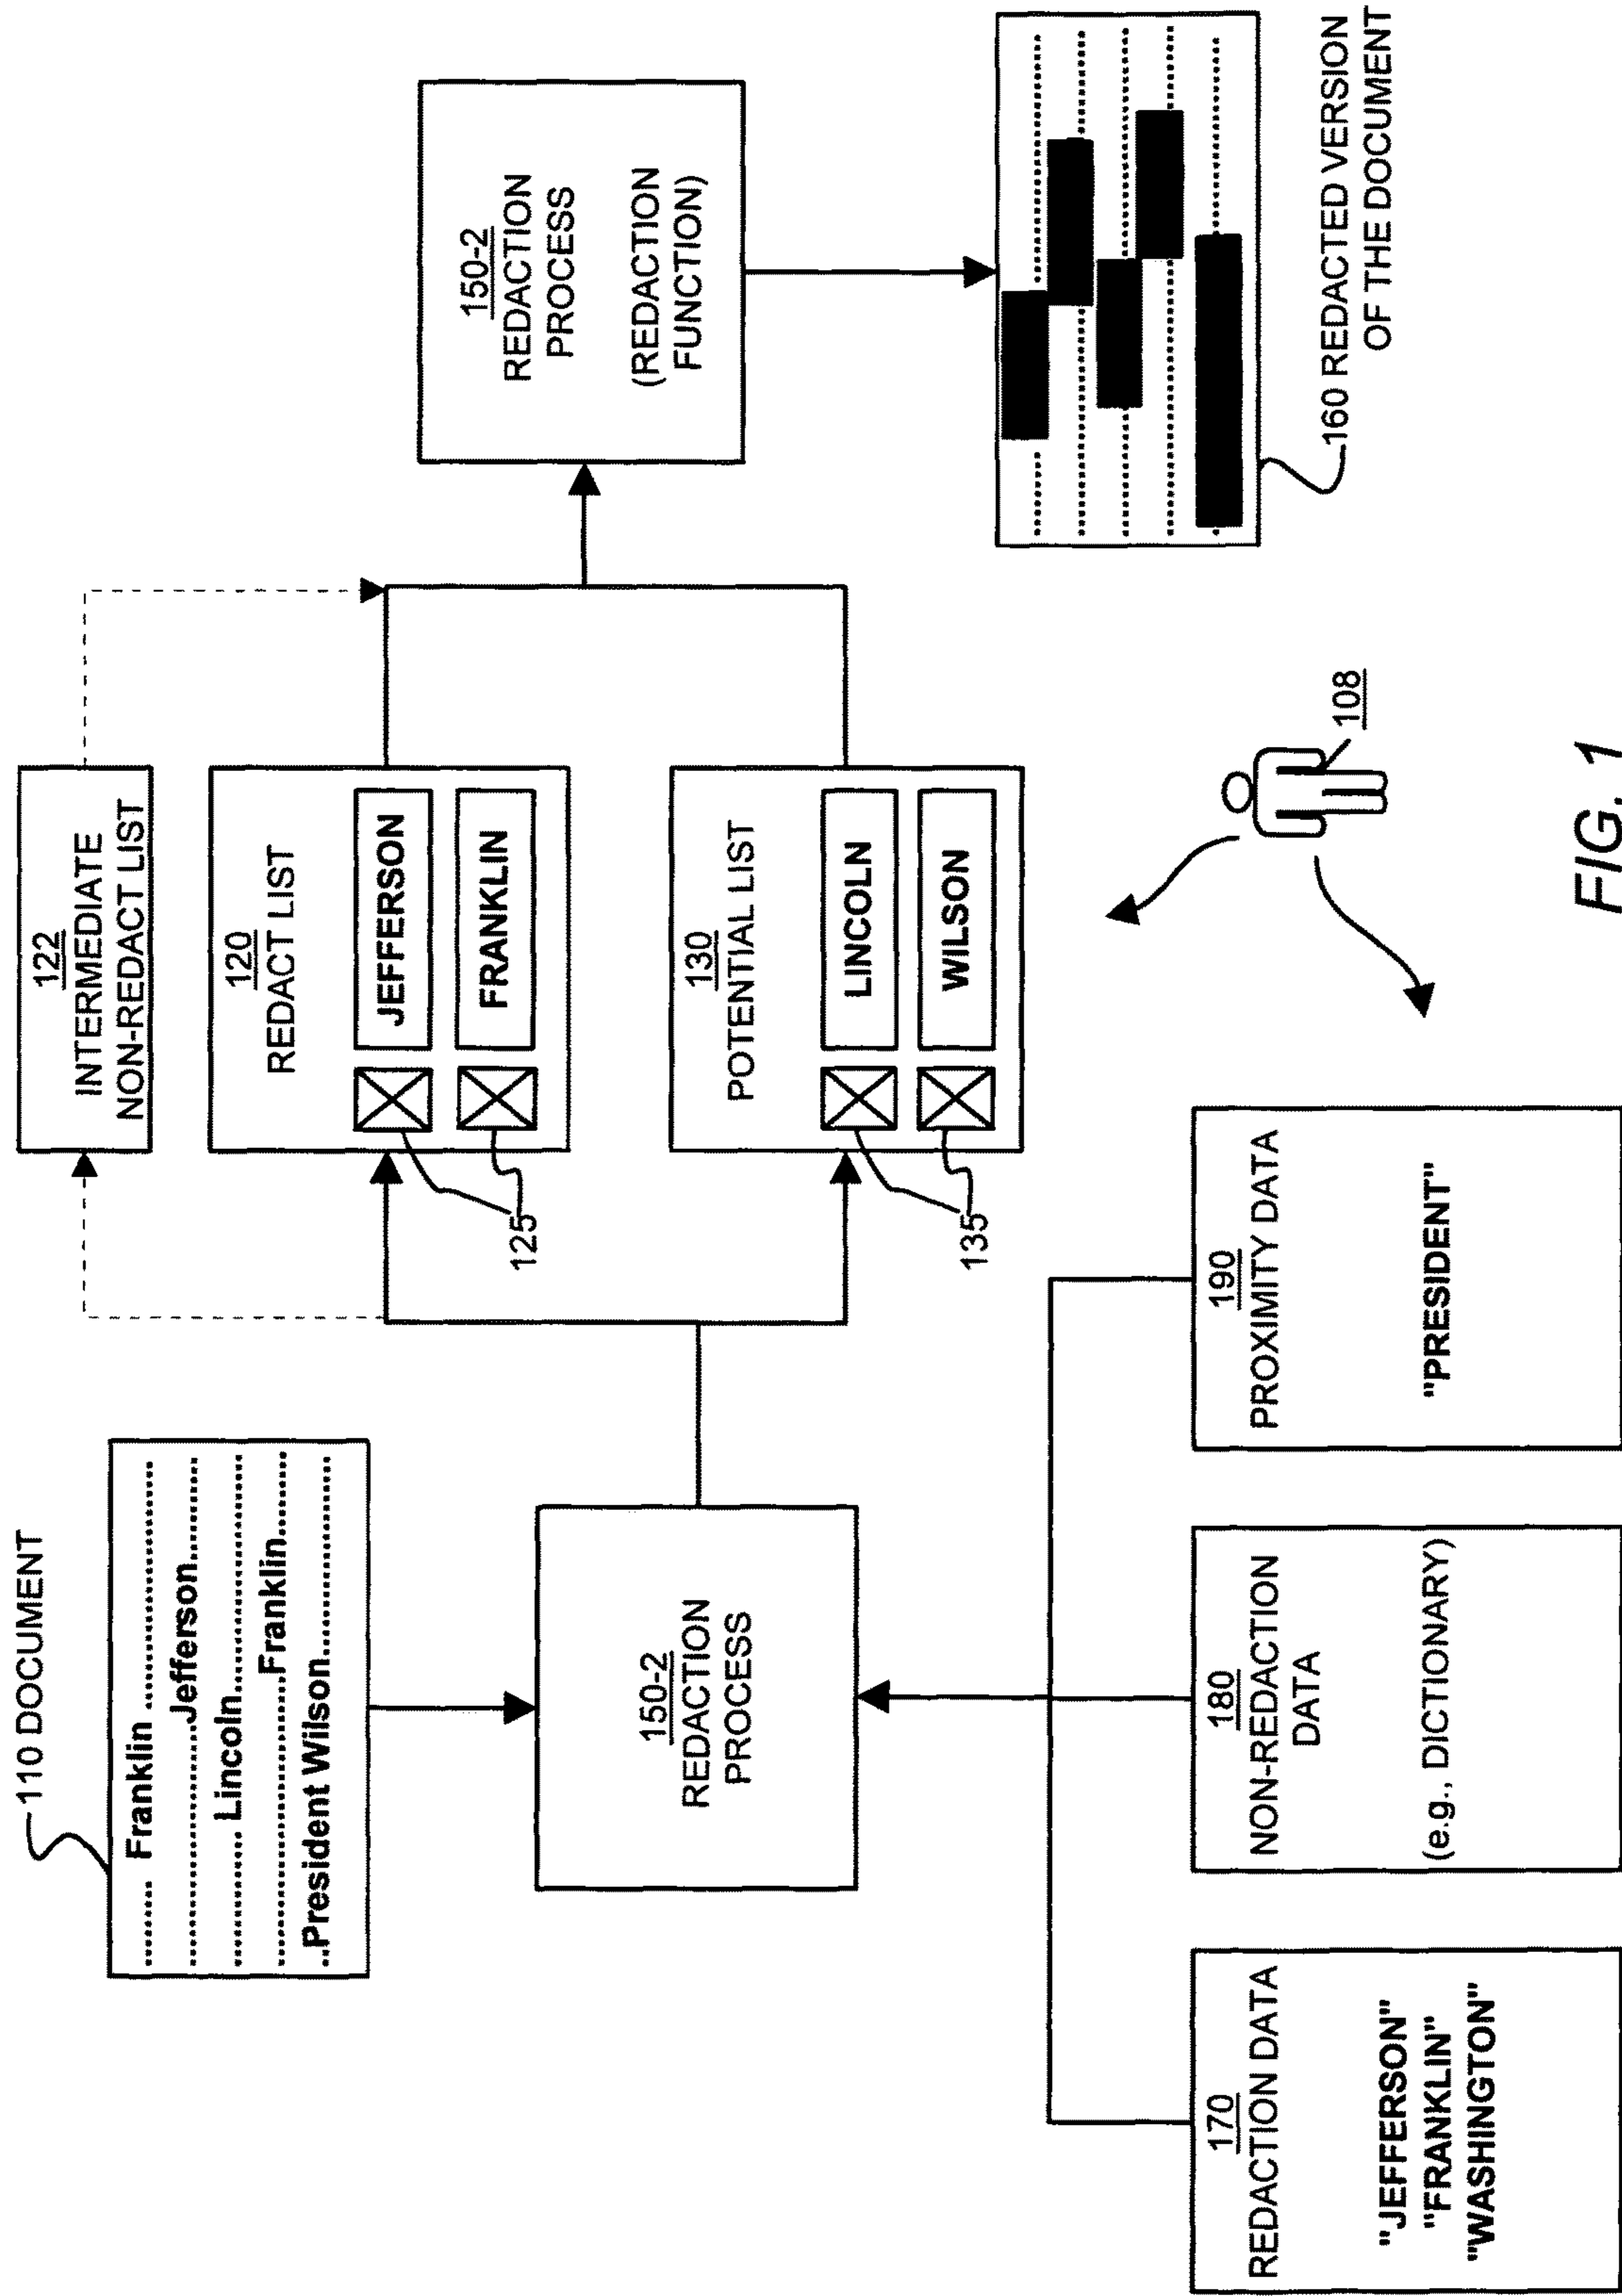 110 DOCUMENT
........ Franklin ......................
......................Jefferson..........
............ Lincoln......................
.........................Franklin.........
..President Wilson.................
150-2
REDACTION
PROCESS
170
REDACTION DATA
"JEFFERSON"
"FRANKLIN"
"WASHINGTON"
180
NON-REDACTION
DATA
(e.g., DICTIONARY)
190
PROXIMITY DATA
"PRESIDENT"
122
INTERMEDIATE
NON-REDACT LIST
120
REDACT LIST
JEFFERSON
FRANKLIN
125
130
POTENTIAL LIST
LINCOLN
WILSON
135
108
150-2
REDACTION
PROCESS
(REDACTION
FUNCTION)
160 REDACTED VERSION
OF THE DOCUMENT
FIG. 1